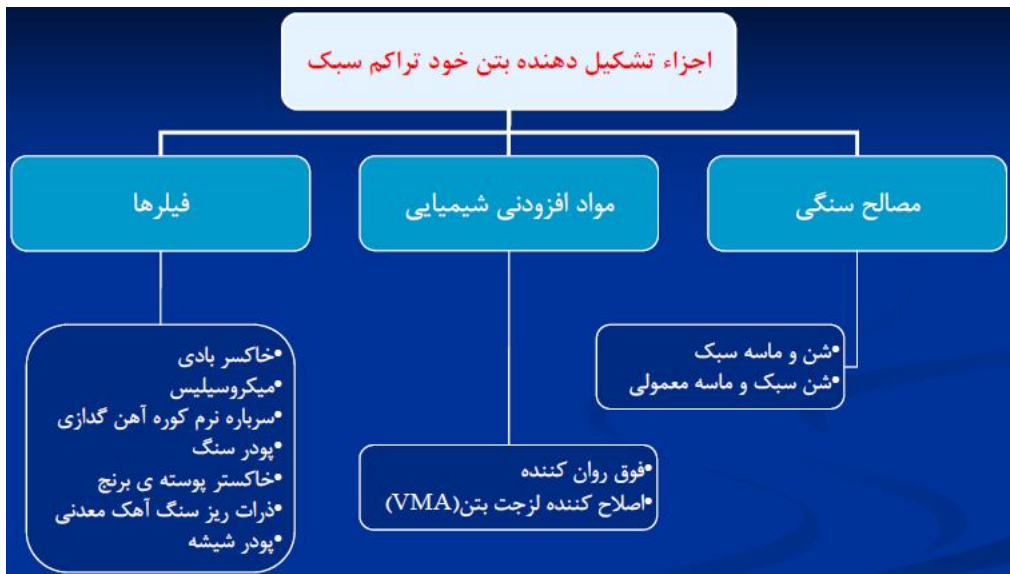 اجزاء تشکیل دهنده بتن خود تراکم سبک
مصالح سنگی
مواد افزودنی شیمیایی
فیلرها
•شن و ماسه سبک
•شن سبک و ماسه معمولی
•فوق روان کننده
•اصلاح کننده لزجت بتن(VMA)
•خاکسر بادی
•میکروسیلیس
•سرباره نرم کوره آهن گدازی
•پودر سنگ
•خاکستر پوسته ی برنج
•ذرات ریز سنگ آهک معدنی
•پودر شیشه